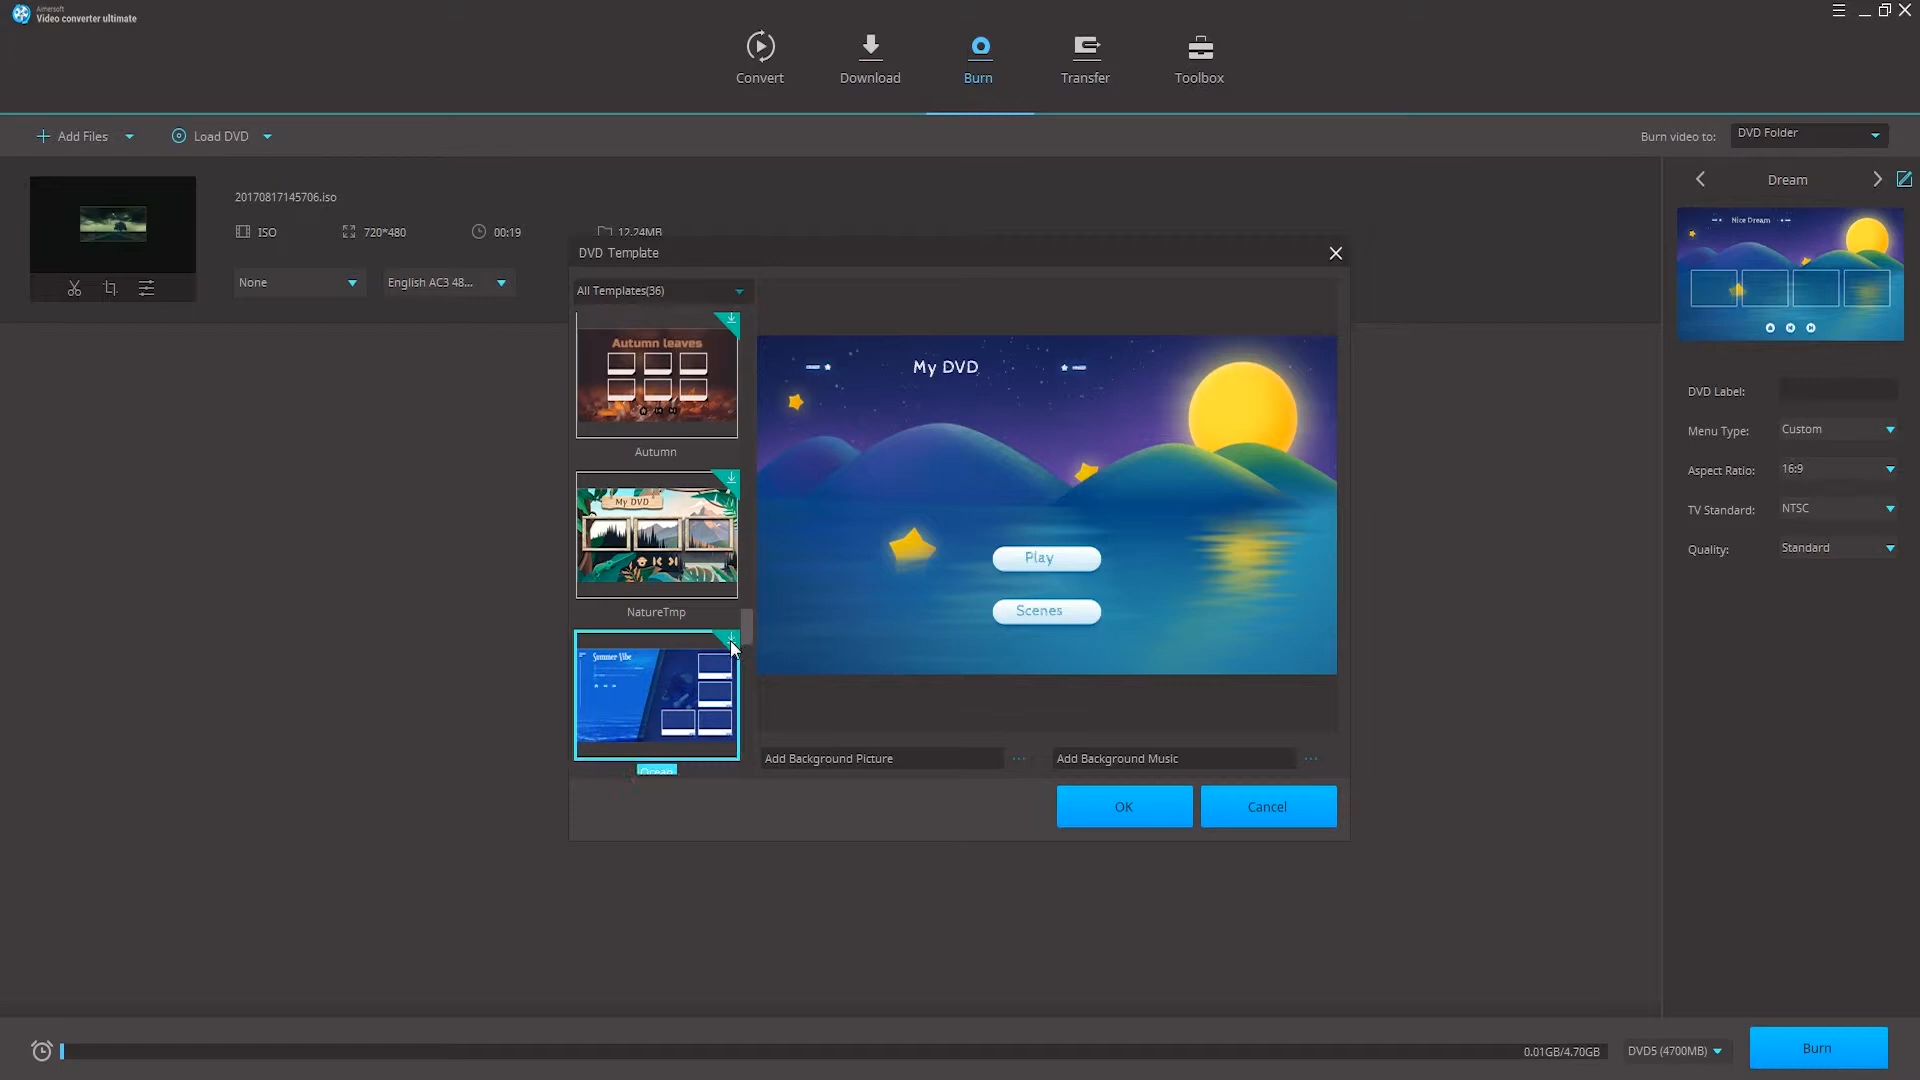 Aimersoft
Video converter ultimate
Convert
Download
Burn
Transfer
Toolbox
Add Files
Load DVD
Burn video to:
DVD Folder
20170817145706.iso
ISO
720*480
00:19
12.24MB
None
English AC3 48...
DVD Template
All Templates(36)
Autumn leaves
Autumn
My DVD
NatureTmp
Summer Vibe
Ocean
My DVD
Play
Scenes
Add Background Picture
...
Add Background Music
...
OK
Cancel
Dream
Nice Dream
DVD Label:
Menu Type:
Custom
Aspect Ratio:
16:9
TV Standard:
NTSC
Quality:
Standard
0.01GB/4.70GB
DVD5 (4700MB)
Burn